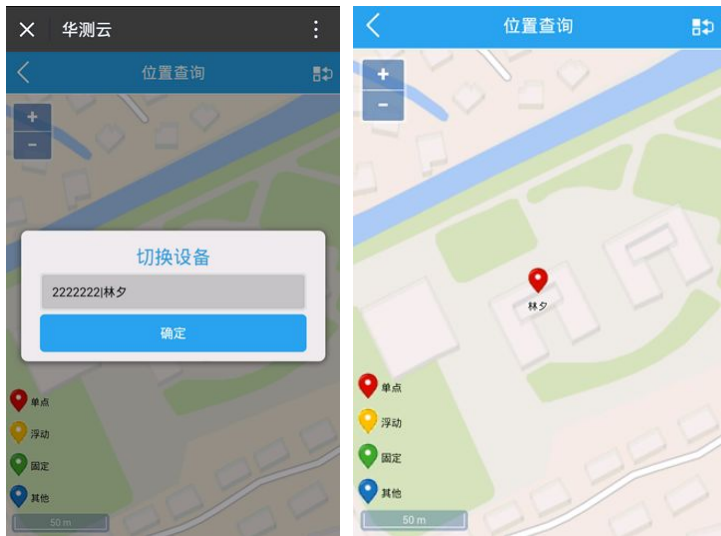 华测云
位置查询
+
-
切换设备
2222222|林夕
确定
单点
浮动
固定
其他
50 m
位置查询
+
-
林夕
单点
浮动
固定
其他
50 m